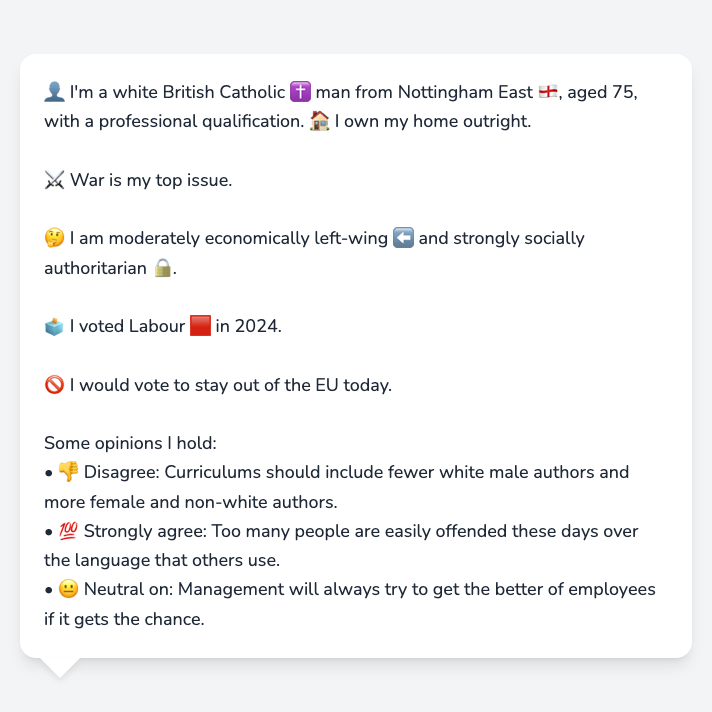 👤 I'm a white British Catholic ✝️ man from Nottingham East 🏴󠁧󠁢󠁥󠁮󠁧󠁿, aged 75,
with a professional qualification. 🏠 I own my home outright.
⚔️ War is my top issue.
🤔 I am moderately economically left-wing ⬅️ and strongly socially
authoritarian 🔒.
🗳️ I voted Labour 🟥 in 2024.
🚫 I would vote to stay out of the EU today.
Some opinions I hold:
• 👎 Disagree: Curriculums should include fewer white male authors and
more female and non-white authors.
• 💯 Strongly agree: Too many people are easily offended these days over
the language that others use.
• 😐 Neutral on: Management will always try to get the better of employees
if it gets the chance.